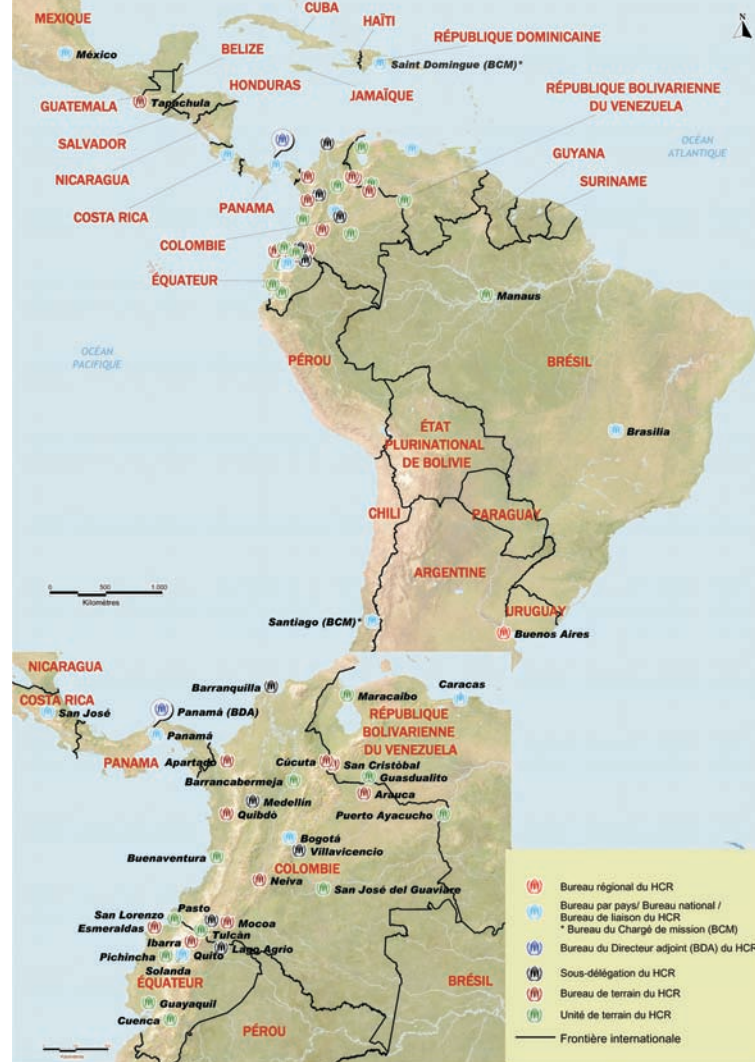 CUBA
MEXIQUE
HAÏTI
N
México
BELIZE
RÉPUBLIQUE DOMINICAINE
Saint Domingue (BCM)*
HONDURAS
JAMAÏQUE
RÉPUBLIQUE BOLIVARIENNE
DU VENEZUELA
GUATEMALA
Tapachula
SALVADOR
OCÉAN
ATLANTIQUE
GUYANA
NICARAGUA
SURINAME
COSTA RICA
PANAMA
COLOMBIE
ÉQUATEUR
Manaus
OCÉAN
PACIFIQUE
PÉROU
BRÉSIL
ÉTAT
PLURINATIONAL
DE BOLIVIE
Brasilia
CHILI
PARAGUAY
ARGENTINE
0 500 1.000
Kilomètres
URUGUAY
Santiago (BCM)*
Buenos Aires
NICARAGUA
Barranquilla
Caracas
COSTA RICA
Maracaibo
San José
Panamá (BDA)
RÉPUBLIQUE
BOLIVARIENNE
DU VENEZUELA
Panamá
PANAMA
Apartado
Cúcuta
San Cristòbal
Guasdualito
Barrancabermeja
Arauca
Medellín
Quibdò
Puerto Ayacucho
Bogotá
Villavicencio
Buenaventura
COLOMBIE
Neiva
San José del Guaviare
Pasto
San Lorenzo
Esmeraldas
Mocoa
Tulcàn
Ibarra
Lago Agrio
Pichincha
Quito
Solanda
ÉQUATEUR
BRÉSIL
Guayaquil
Cuenca
PÉROU
Kilomètres
Bureau régional du HCR
Bureau par pays/ Bureau national /
Bureau de liaison du HCR
* Bureau du Chargé de mission (BCM)
Bureau du Directeur adjoint (BDA) du HCR
Sous-délégation du HCR
Bureau de terrain du HCR
Unité de terrain du HCR
Frontière internationale